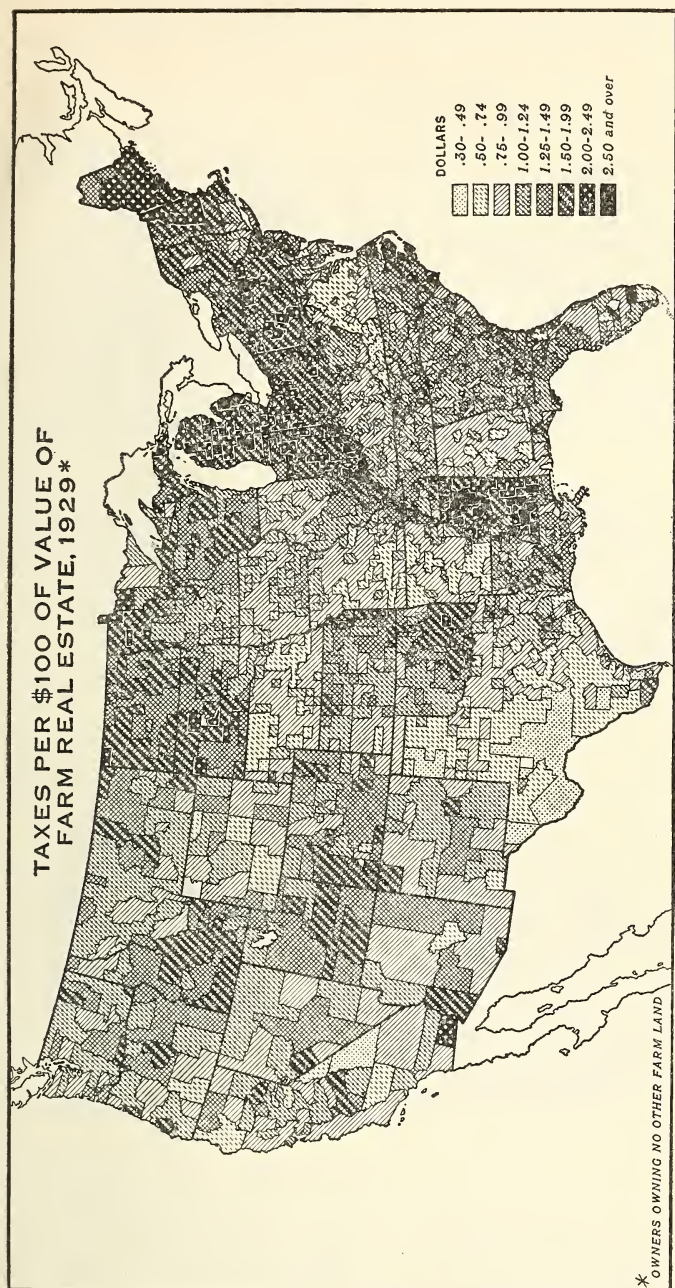 TAXES PER $100 OF VALUE OF
FARM REAL ESTATE, 1929*
DOLLARS
.30- .49
.50- .74
.75- .99
1.00-1.24
1.25-1.49
1.50-1.99
2.00-2.49
2.50 and over
* OWNERS OWNING NO OTHER FARM LAND